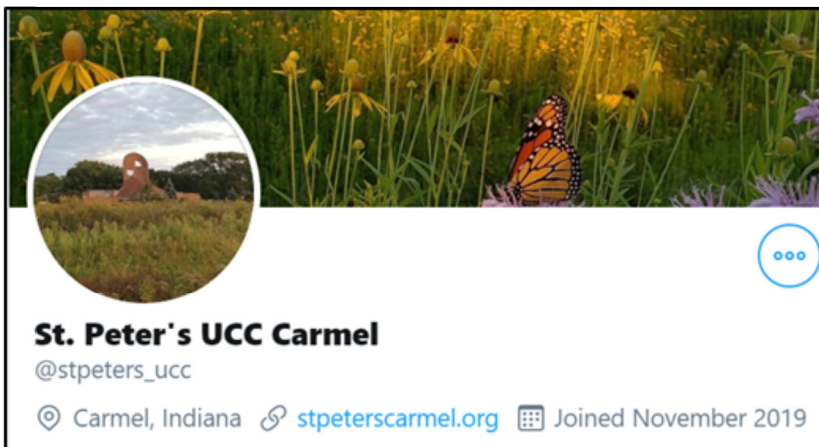 St. Peter's UCC Carmel
@stpeters_ucc
Carmel, Indiana stpeterscarmel.org Joined November 2019